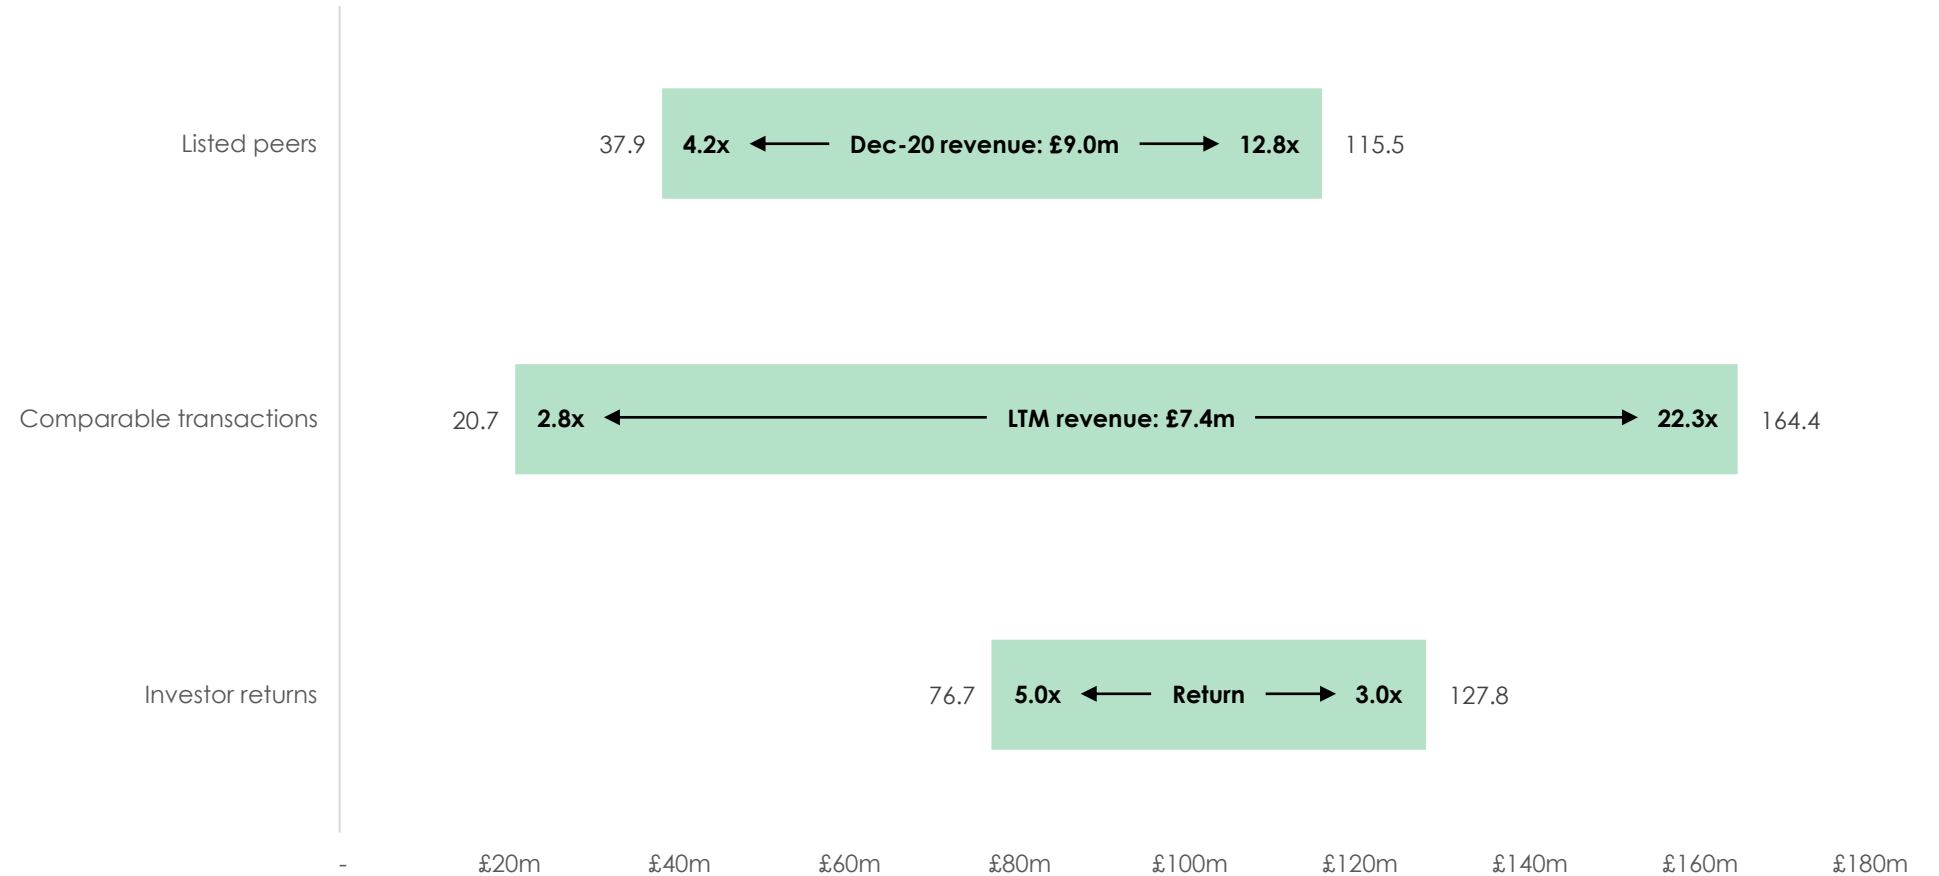 Listed peers 37.9 4.2x Dec-20 revenue: £9.0m 12.8x 115.5
Comparable transactions 20.7 2.8x LTM revenue: £7.4m 22.3x 164.4
Investor returns 76.7 5.0x Return 3.0x 127.8
- £20m £40m £60m £80m £100m £120m £140m £160m £180m